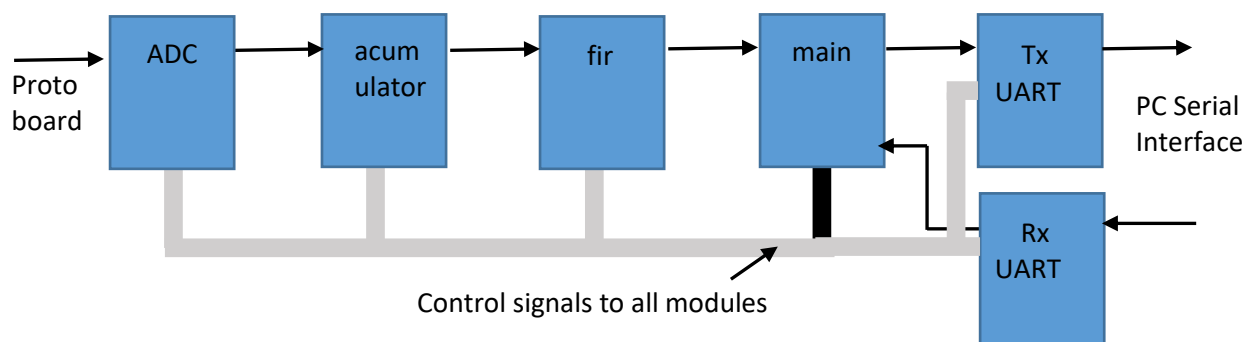 Proto
board
ADC
acum
ulator
fir
main
Tx
UART
PC Serial
Interface
Rx
UART
Control signals to all modules